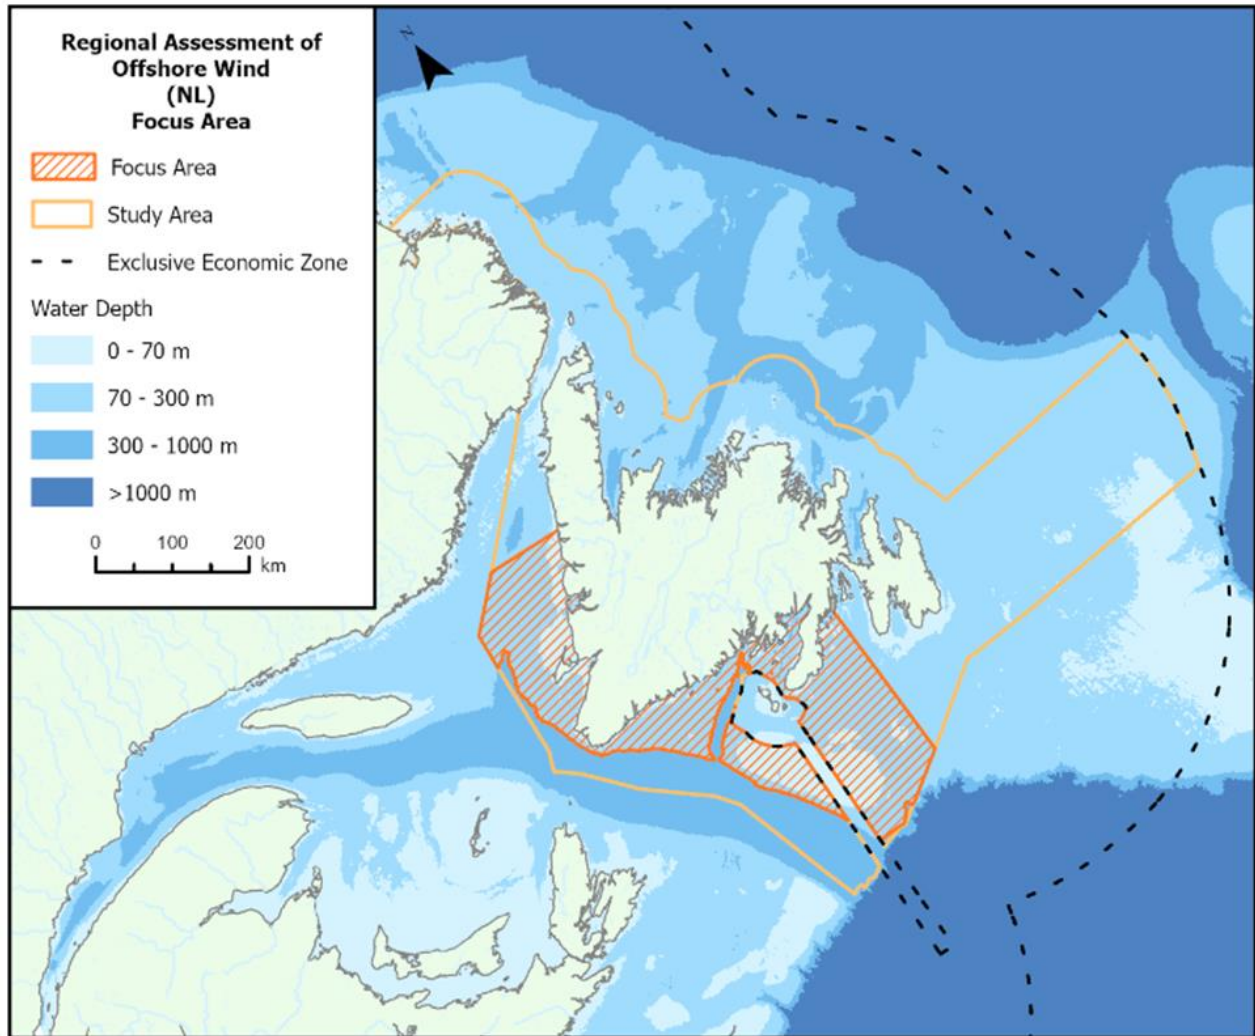 Regional Assessment of
Offshore Wind
(NL)
Focus Area
Focus Area
Study Area
Exclusive Economic Zone
Water Depth
0 - 70 m
70 - 300 m
300 - 1000 m
>1000 m
0 100 200
km
N